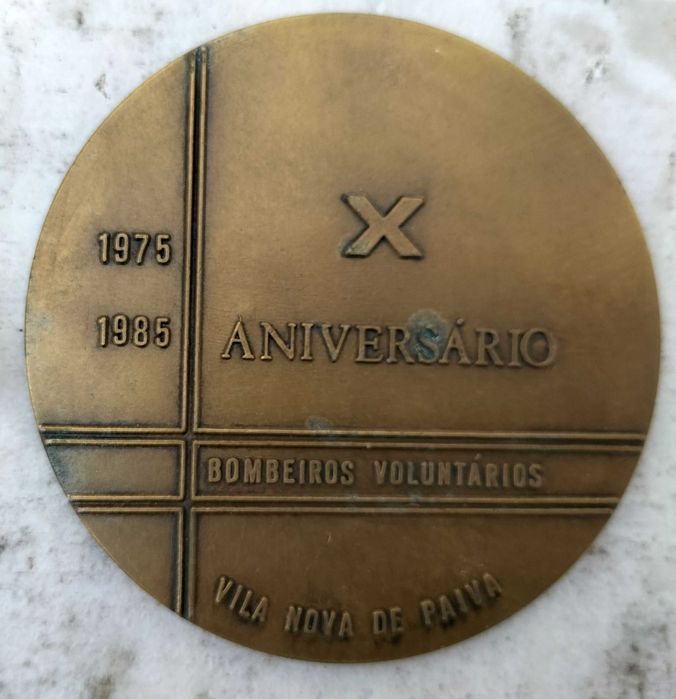 1975
1985
X
ANIVERSÁRIO
BOMBEIROS VOLUNTÁRIOS
VILA NOVA DE PAIVA